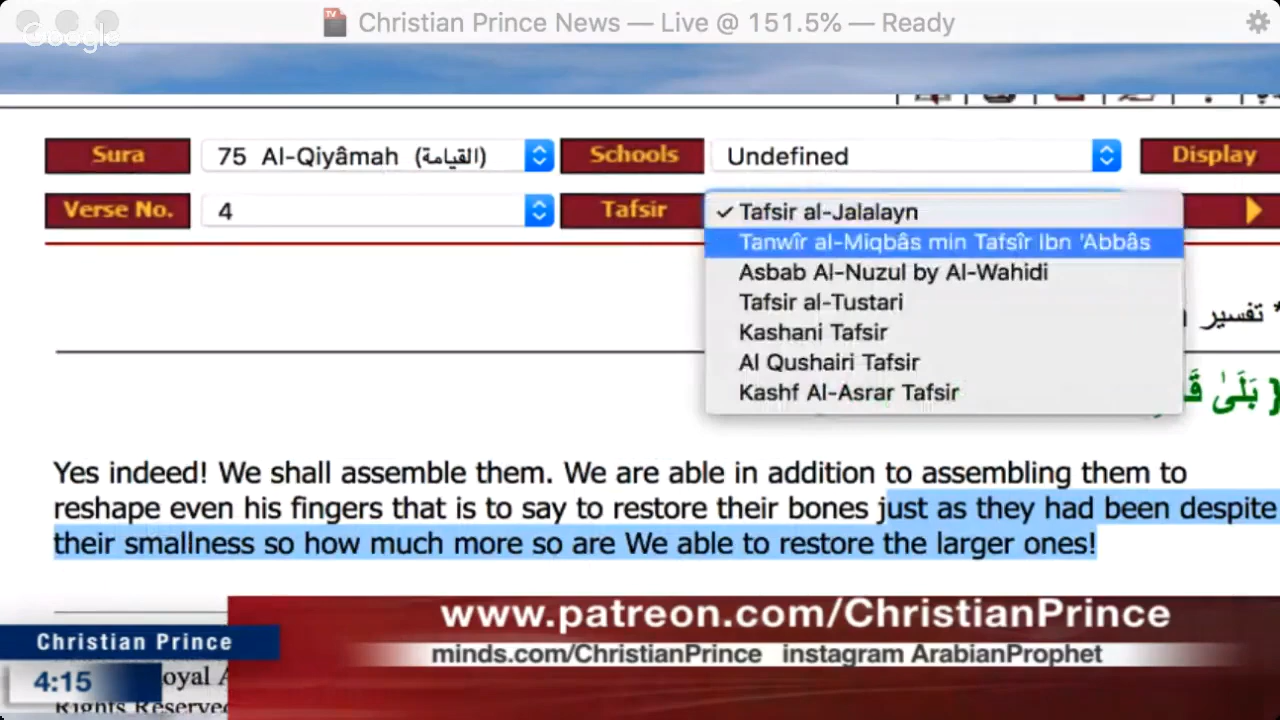 Christian Prince News — Live @ 151.5% — Ready
Google
Sura
75 Al-Qiyâmah (القيامة)
Schools
Undefined
Display
Verse No.
4
Tafsir
✓ Tafsir al-Jalalayn
Tanwîr al-Miqbâs min Tafsîr Ibn 'Abbâs
Asbab Al-Nuzul by Al-Wahidi
Tafsir al-Tustari
Kashani Tafsir
Al Qushairi Tafsir
Kashf Al-Asrar Tafsir
* تفسير
{ بَلَىٰ
Yes indeed! We shall assemble them. We are able in addition to assembling them to
reshape even his fingers that is to say to restore their bones just as they had been despite
their smallness so how much more so are We able to restore the larger ones!
www.patreon.com/ChristianPrince
Christian Prince
minds.com/ChristianPrince instagram ArabianProphet
4:15
oyal A
Rights Reserved